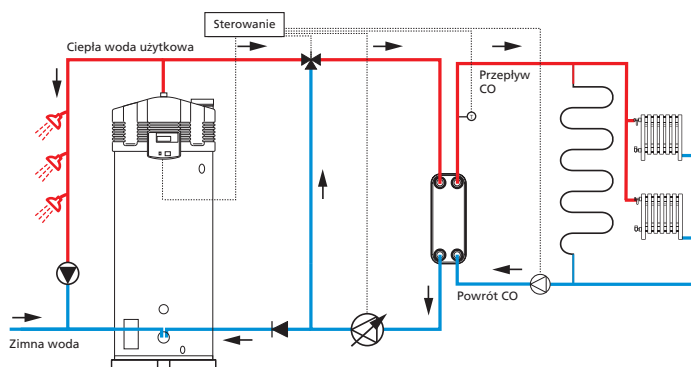 Sterowanie
Ciepła woda użytkowa
Przepływ
CO
T
Powrót CO
Zimna woda